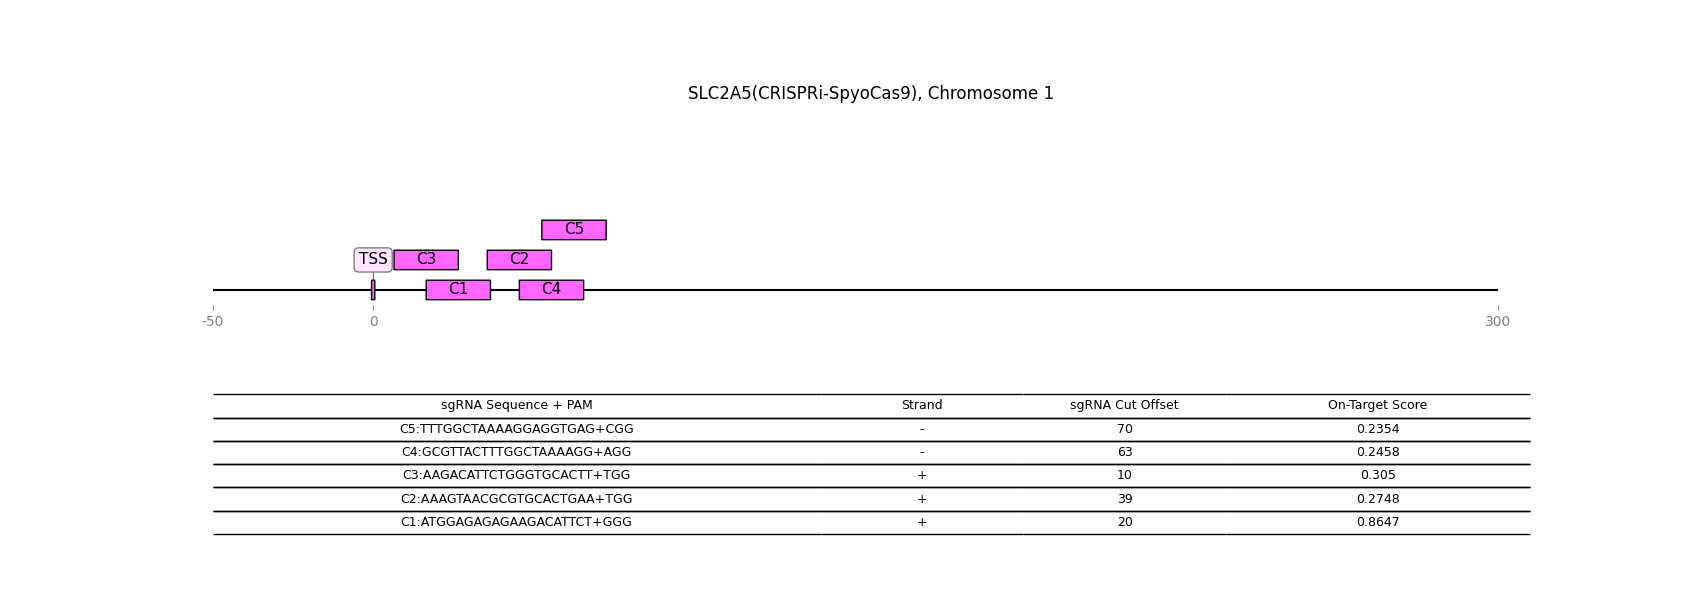 SLC2A5(CRISPRi-SpyoCas9), Chromosome 1
C5
TSS C3 C2
C1 C4
-50 0 300
sgRNA Sequence + PAM Strand sgRNA Cut Offset On-Target Score
C5:TTTGGCTAAAAGGAGGTGAG+CGG - 70 0.2354
C4:GCGTTACTTTGGCTAAAAGG+AGG - 63 0.2458
C3:AAGACATTCTGGGTGCACTT+TGG + 10 0.305
C2:AAAGTAACGCGTGCACTGAA+TGG + 39 0.2748
C1:ATGGAGAGAGAAGACATTCT+GGG + 20 0.8647